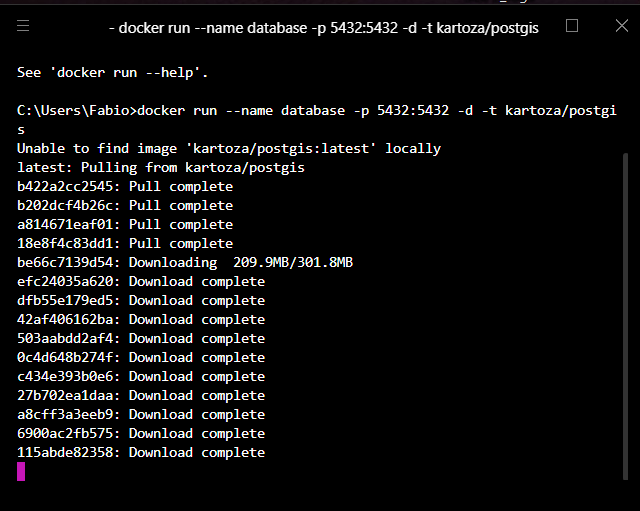 - docker run --name database -p 5432:5432 -d -t kartoza/postgis
See 'docker run --help'.
C:\Users\Fabio>docker run --name database -p 5432:5432 -d -t kartoza/postgi
s
Unable to find image 'kartoza/postgis:latest' locally
latest: Pulling from kartoza/postgis
b422a2cc2545: Pull complete
b202dcf4b26c: Pull complete
a814671eaf01: Pull complete
18e8f4c83dd1: Pull complete
be66c7139d54: Downloading  209.9MB/301.8MB
efc24035a620: Download complete
dfb55e179ed5: Download complete
42af406162ba: Download complete
503aabdd2af4: Download complete
0c4d648b274f: Download complete
c434e393b0e6: Download complete
27b702ea1daa: Download complete
a8cff3a3eeb9: Download complete
6900ac2fb575: Download complete
115abde82358: Download complete